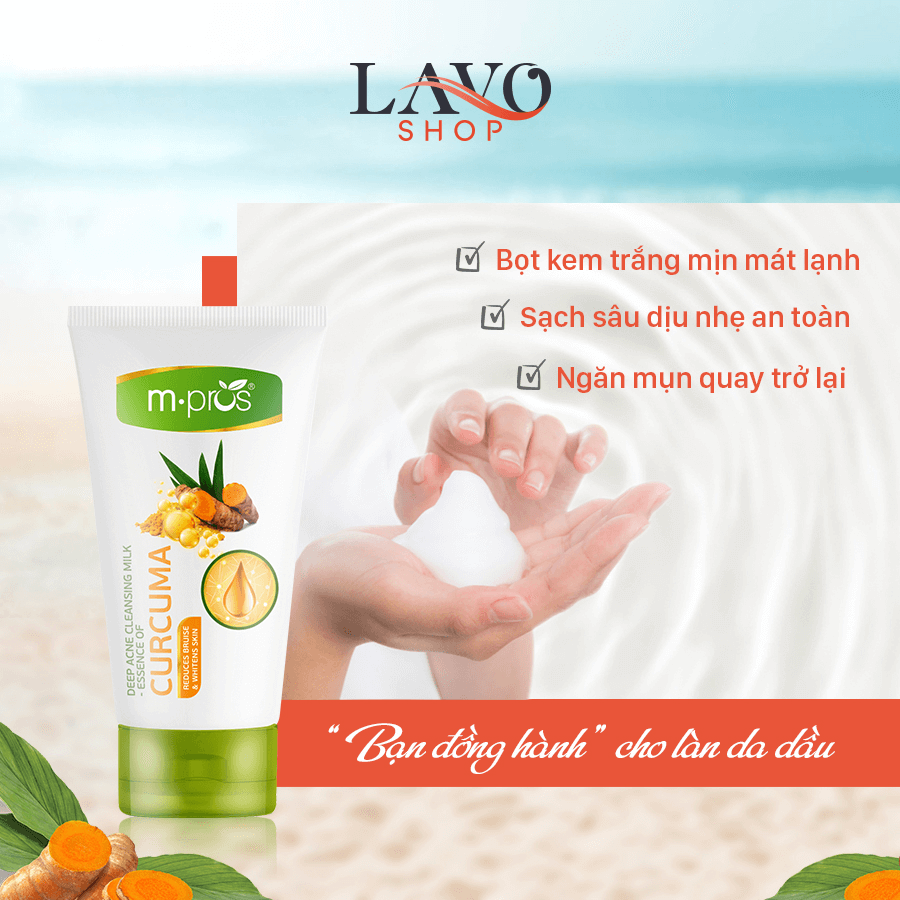 LAVO
SHOP
Bọt kem trắng mịn mát lạnh
Sạch sâu dịu nhẹ an toàn
Ngăn mụn quay trở lại
m·pros®
DEEP ACNE CLEANSING MILK
- ESSENCE OF
CURCUMA
REDUCES BRUISE
& WHITENS SKIN
“Bạn đồng hành” cho làn da dầu